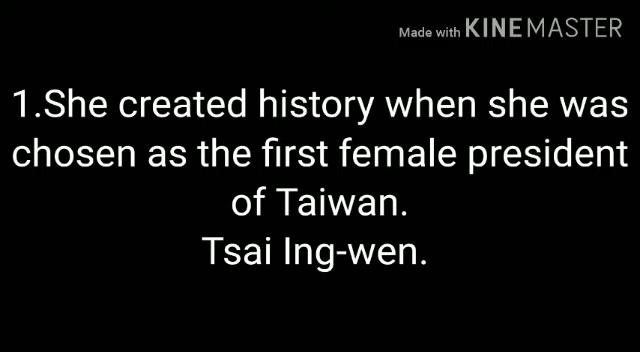 Made with KINEMASTER
1.She created history when she was
chosen as the first female president
of Taiwan.
Tsai Ing-wen.